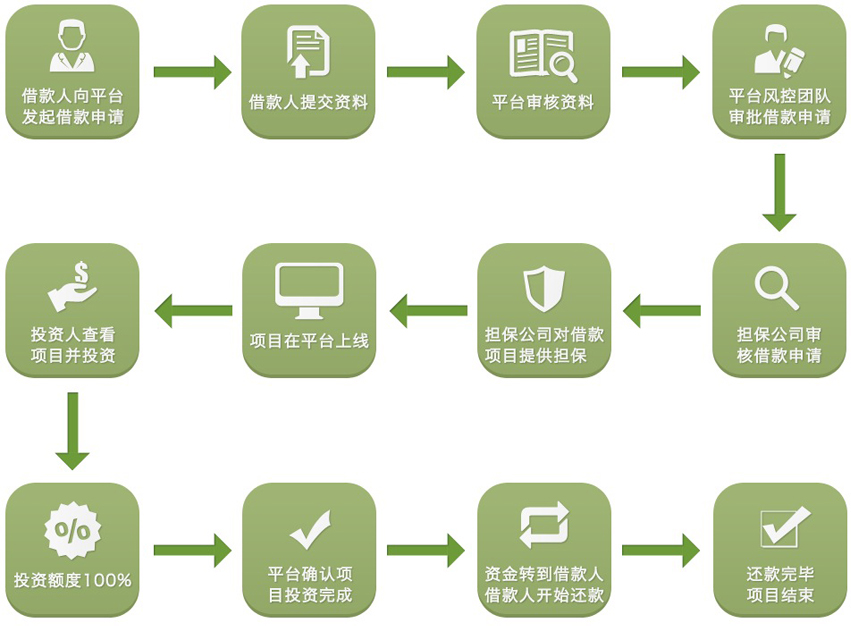 借款人向平台
发起借款申请
借款人提交资料
平台审核资料
平台风控团队
审批借款申请
担保公司审
核借款申请
担保公司对借款
项目提供担保
项目在平台上线
$
投资人查看
项目并投资
%
投资额度100%
平台确认项
目投资完成
资金转到借款人
借款人开始还款
还款完毕
项目结束